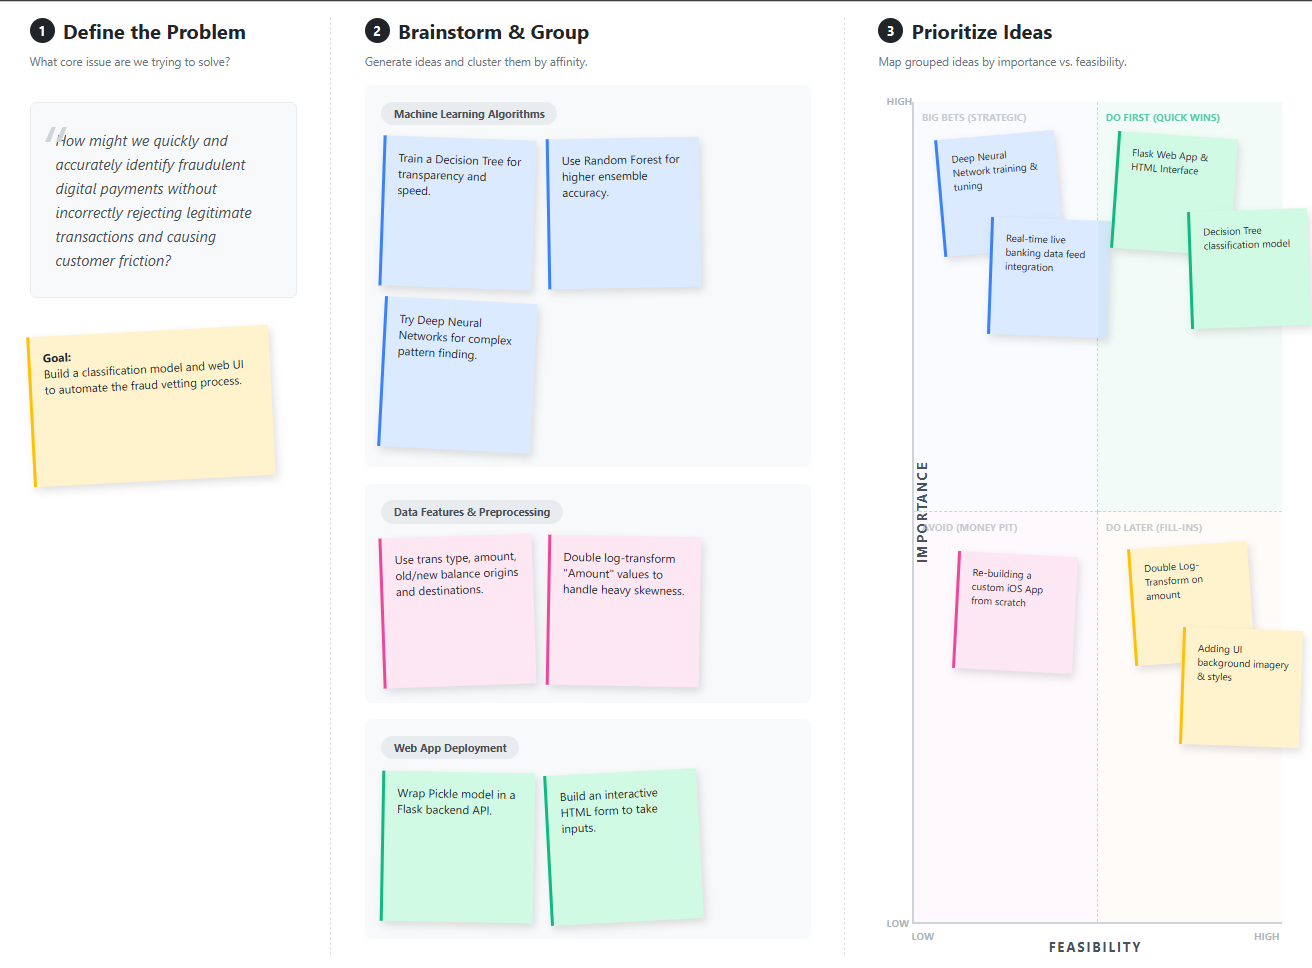 1 Define the Problem
What core issue are we trying to solve?
"
How might we quickly and
accurately identify fraudulent
digital payments without
incorrectly rejecting legitimate
transactions and causing
customer friction?
Goal:
Build a classification model and web UI
to automate the fraud vetting process.
2 Brainstorm & Group
Generate ideas and cluster them by affinity.
Machine Learning Algorithms
Train a Decision Tree for
transparency and
speed.
Use Random Forest for
higher ensemble
accuracy.
Try Deep Neural
Networks for complex
pattern finding.
Data Features & Preprocessing
Use trans type, amount,
old/new balance origins
and destinations.
Double log-transform
"Amount" values to
handle heavy skewness.
Web App Deployment
Wrap Pickle model in a
Flask backend API.
Build an interactive
HTML form to take
inputs.
3 Prioritize Ideas
Map grouped ideas by importance vs. feasibility.
HIGH
BIG BETS (STRATEGIC)
Deep Neural
Network training &
tuning
Real-time live
banking data feed
integration
DO FIRST (QUICK WINS)
Flask Web App &
HTML Interface
Decision Tree
classification model
IMPORTANCE
AVOID (MONEY PIT)
Re-building a
custom iOS App
from scratch
DO LATER (FILL-INS)
Double Log-
Transform on
amount
Adding UI
background imagery
& styles
LOW
LOW
HIGH
FEASIBILITY